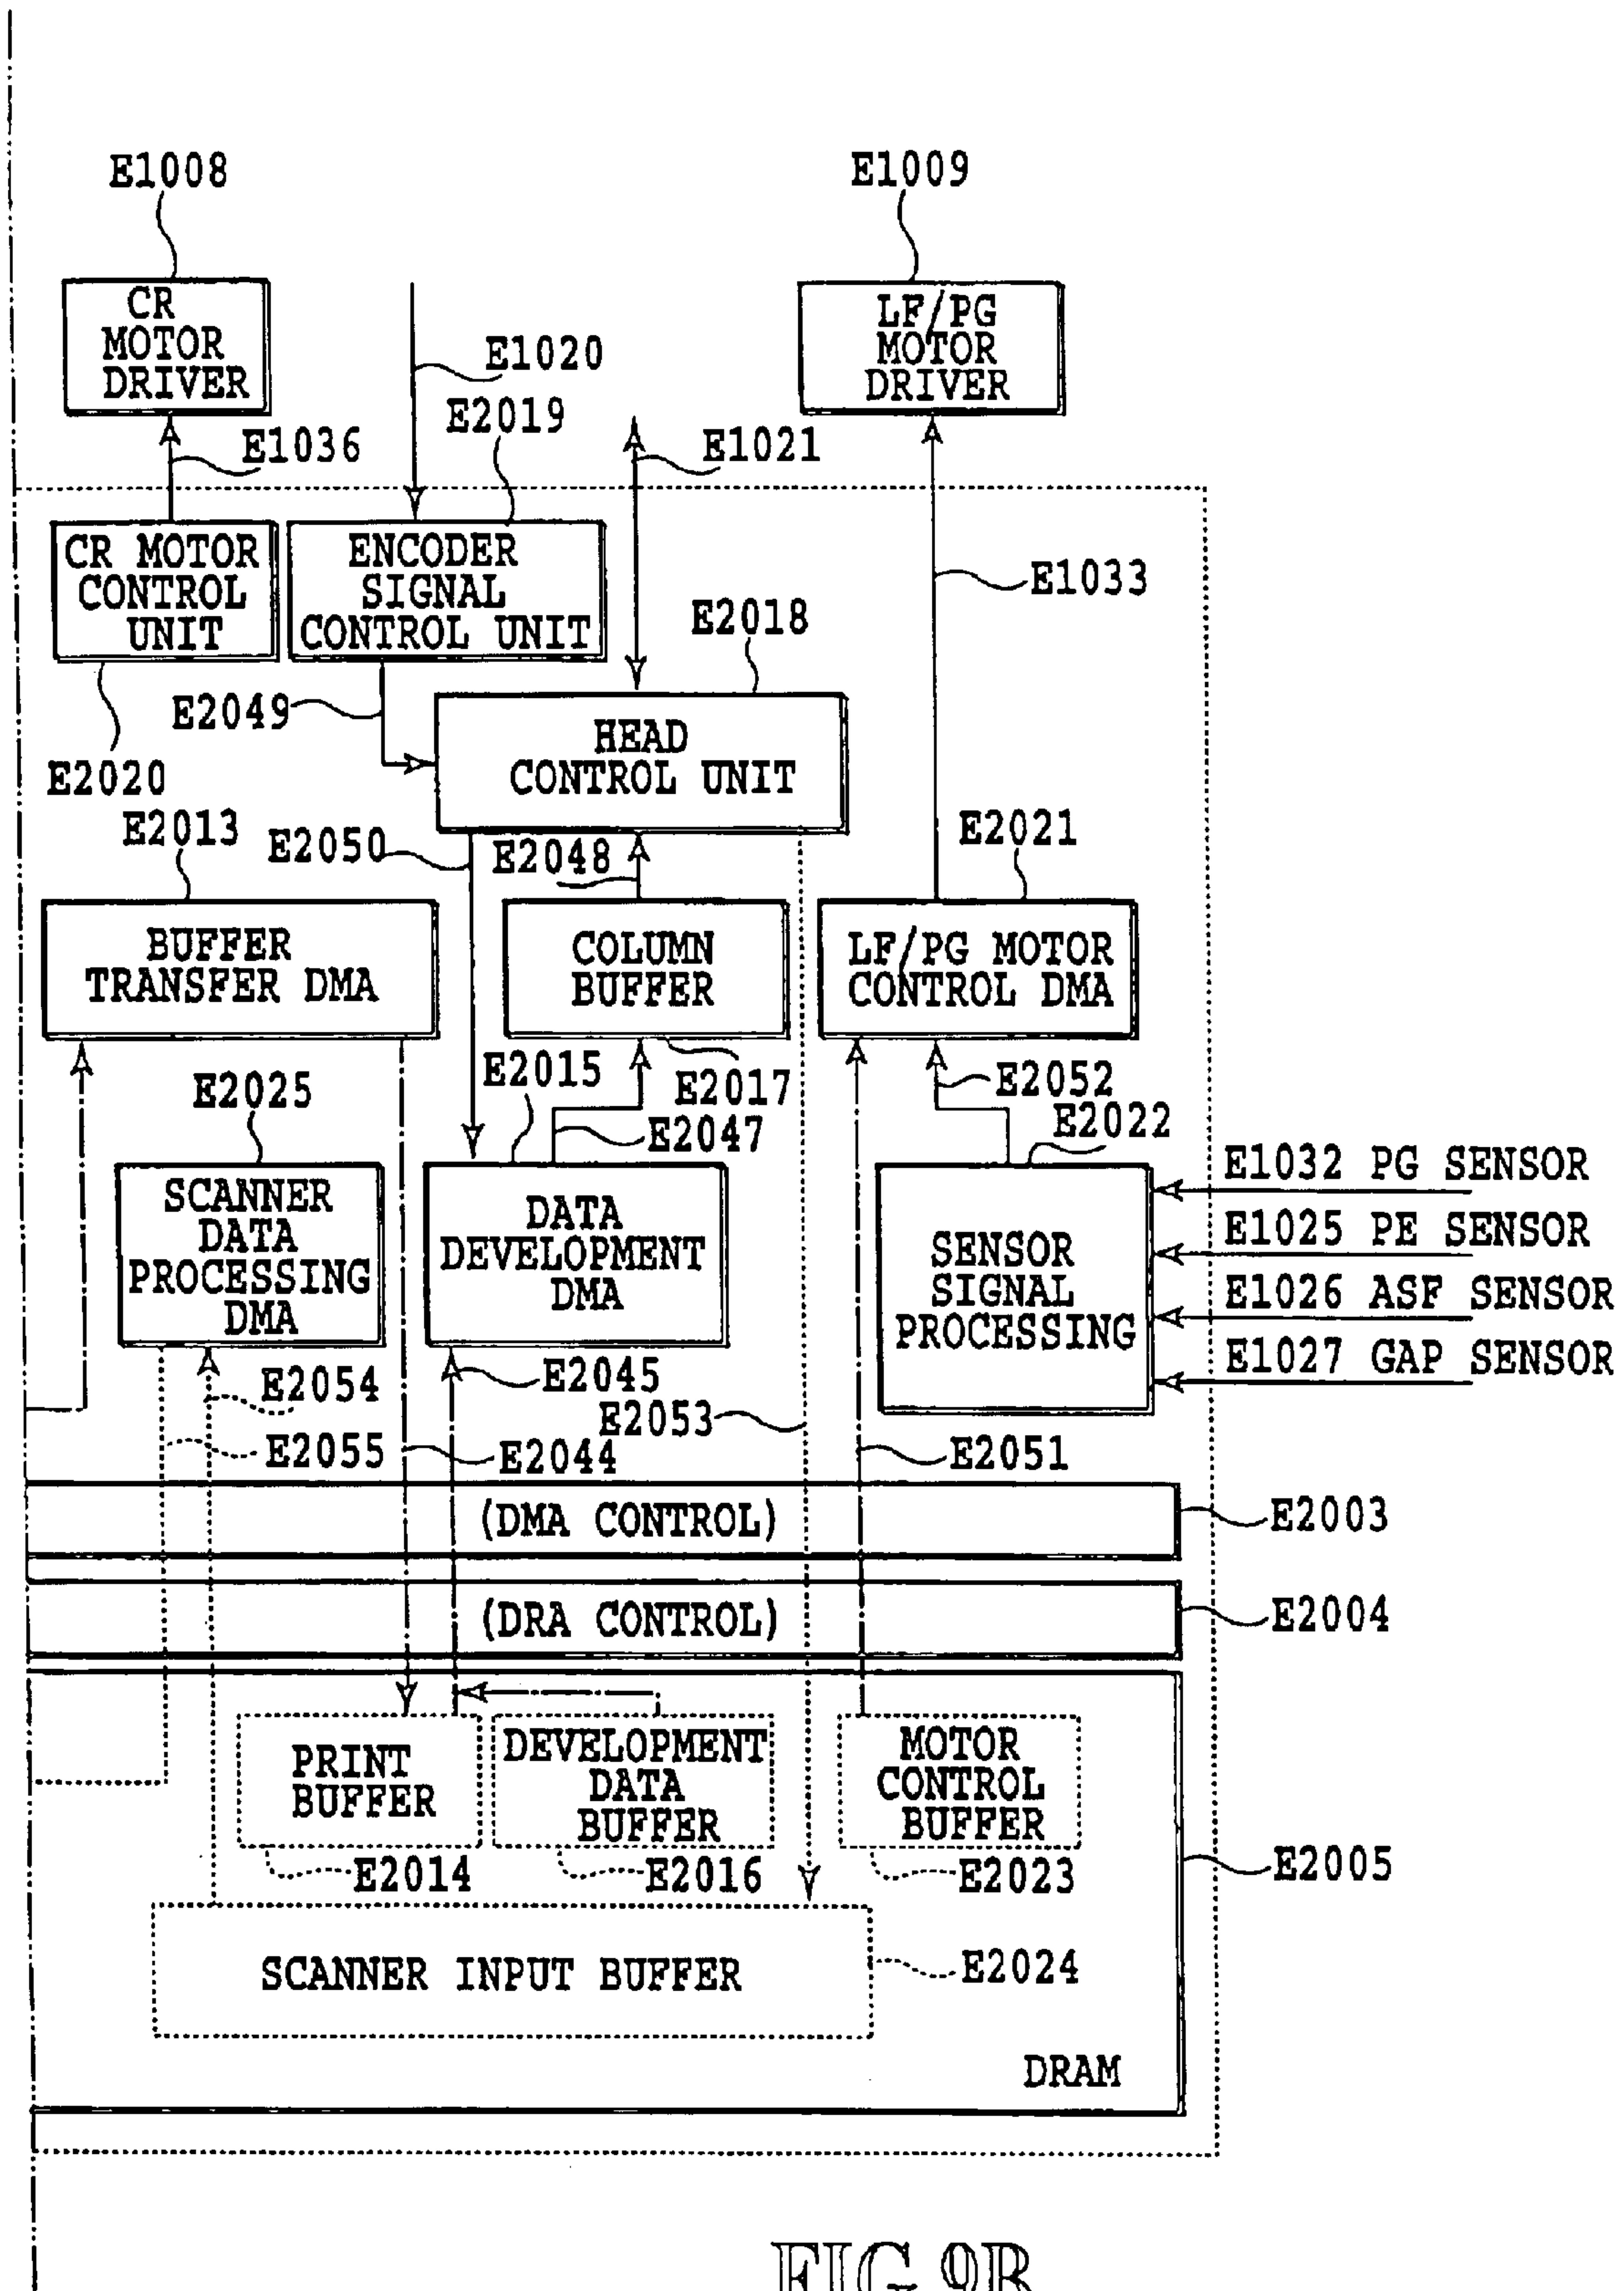 E1008
E1009
CR
MOTOR
DRIVER
LF/PG
MOTOR
DRIVER
E1020
E2019
E1036
E1021
CR MOTOR
CONTROL
UNIT
ENCODER
SIGNAL
CONTROL UNIT
E1033
E2018
E2049
E2020
HEAD
CONTROL UNIT
E2013
E2050
E2048
E2021
BUFFER
TRANSFER DMA
COLUMN
BUFFER
LF/PG MOTOR
CONTROL DMA
E2025
E2015
E2017
E2047
E2052
E2022
SCANNER
DATA
PROCESSING
DMA
DATA
DEVELOPMENT
DMA
SENSOR
SIGNAL
PROCESSING
E1032 PG SENSOR
E1025 PE SENSOR
E1026 ASF SENSOR
E1027 GAP SENSOR
E2054
E2045
E2053
E2055
E2044
E2051
(DMA CONTROL)
E2003
(DRA CONTROL)
E2004
PRINT
BUFFER
DEVELOPMENT
DATA
BUFFER
MOTOR
CONTROL
BUFFER
E2014
E2016
E2023
E2005
SCANNER INPUT BUFFER
E2024
DRAM
FIG.9B